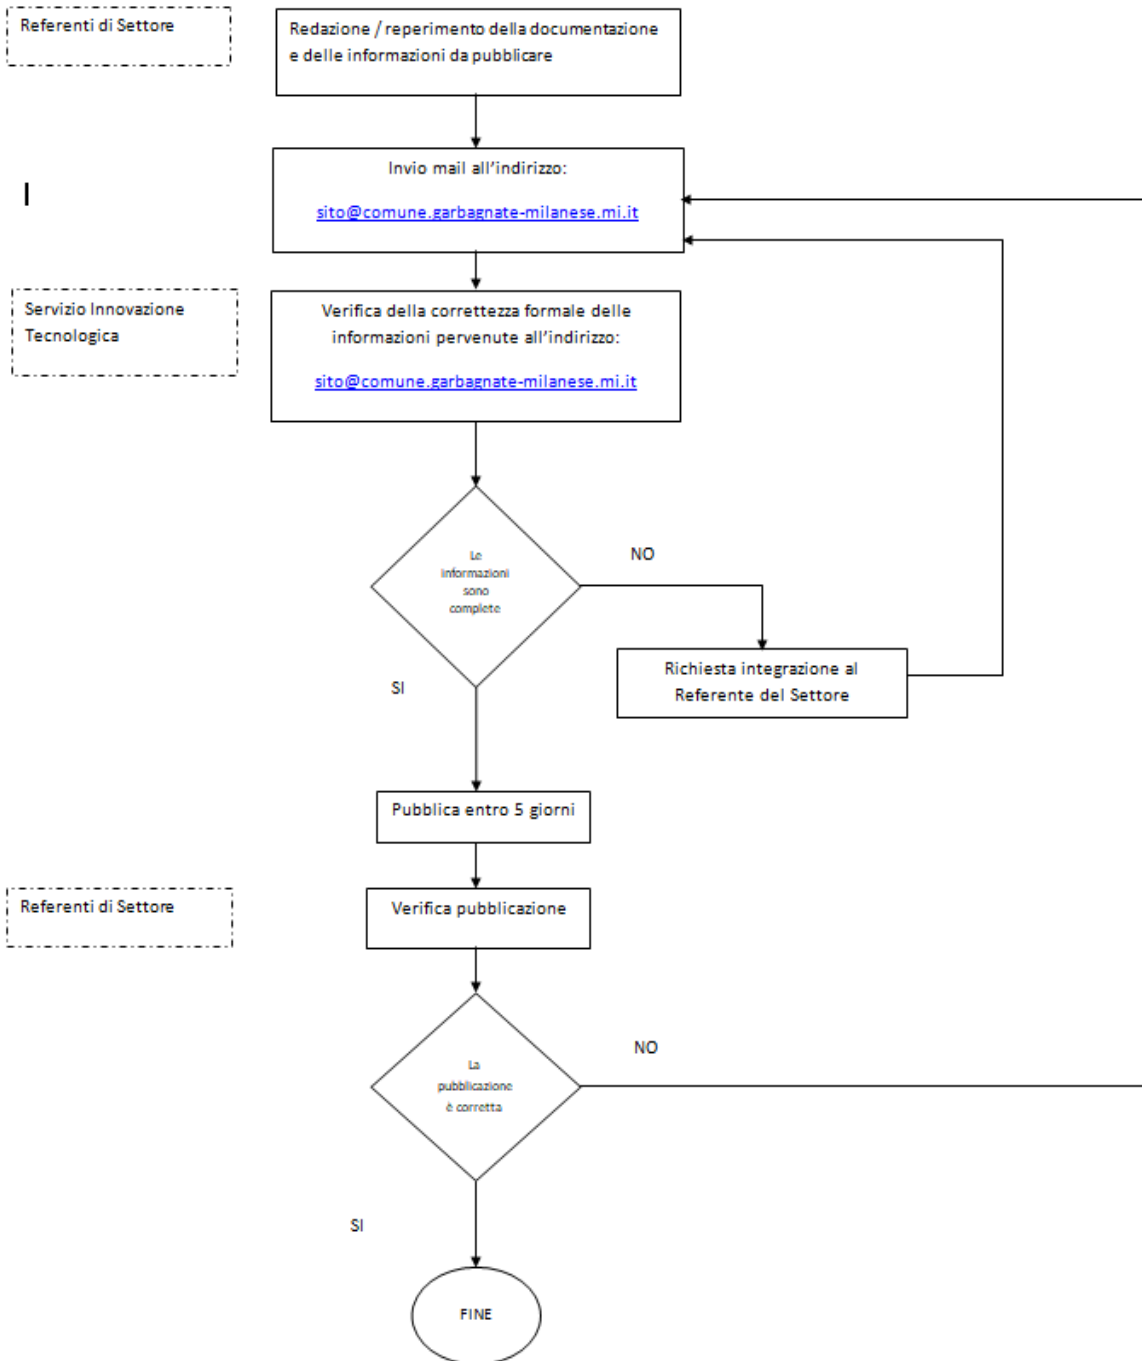 Referenti di Settore
Redazione / reperimento della documentazione
e delle informazioni da pubblicare
Invio mail all'indirizzo:
sito@comune.garbagnate-milanese.mi.it
I
Servizio Innovazione
Tecnologica
Verifica della correttezza formale delle
informazioni pervenute all'indirizzo:
sito@comune.garbagnate-milanese.mi.it
Le
informazioni
sono
complete
NO
Richiesta integrazione al
Referente del Settore
SI
Pubblica entro 5 giorni
Referenti di Settore
Verifica pubblicazione
La
pubblicazione
è corretta
NO
SI
FINE